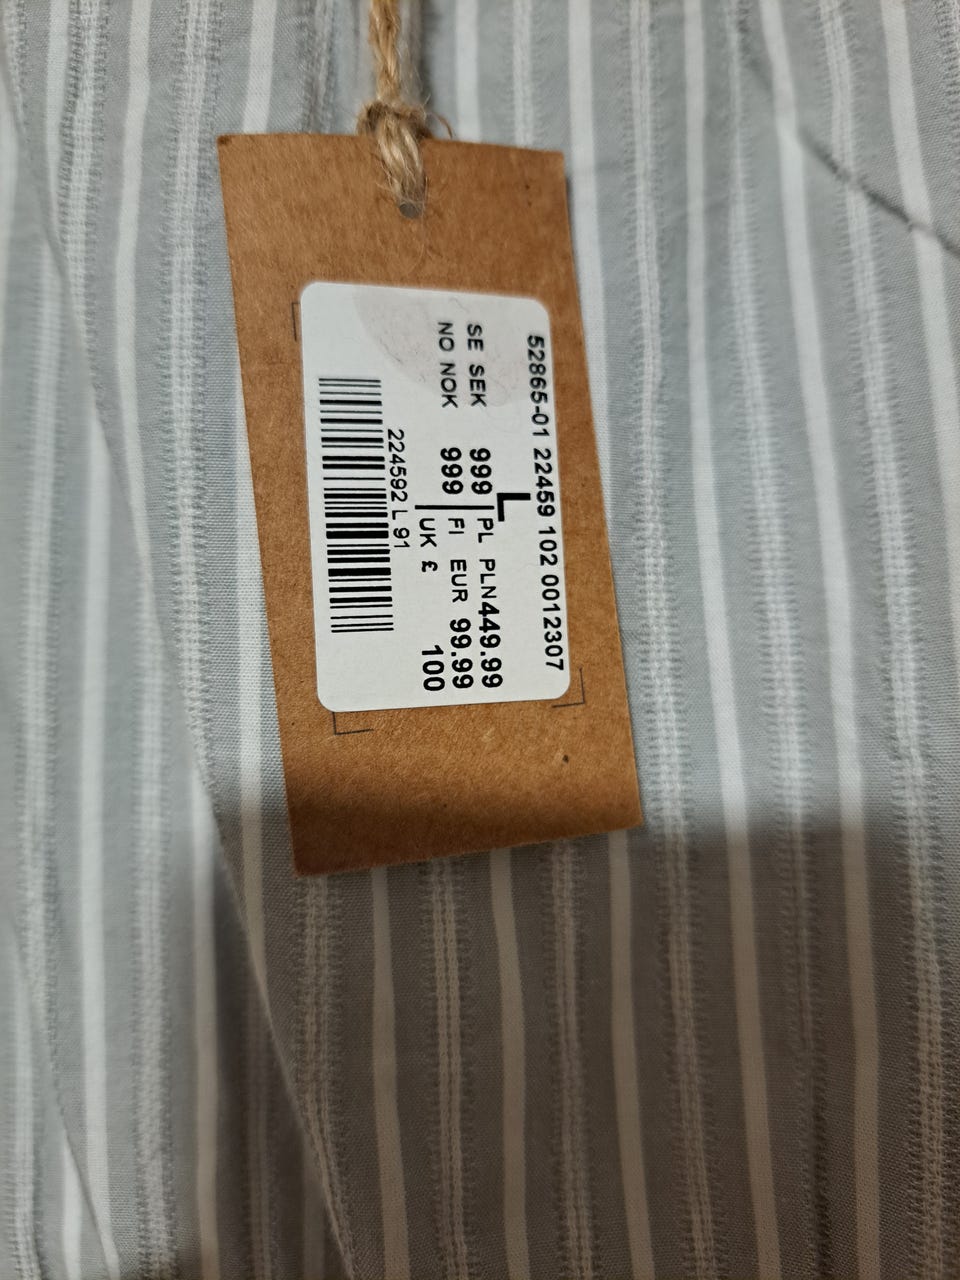 52865-01 22459 102 0012307
L
SE SEK 999 | PL PLN449.99
NO NOK 999 | FI EUR 99.99
UK £ 100
224592 L 91